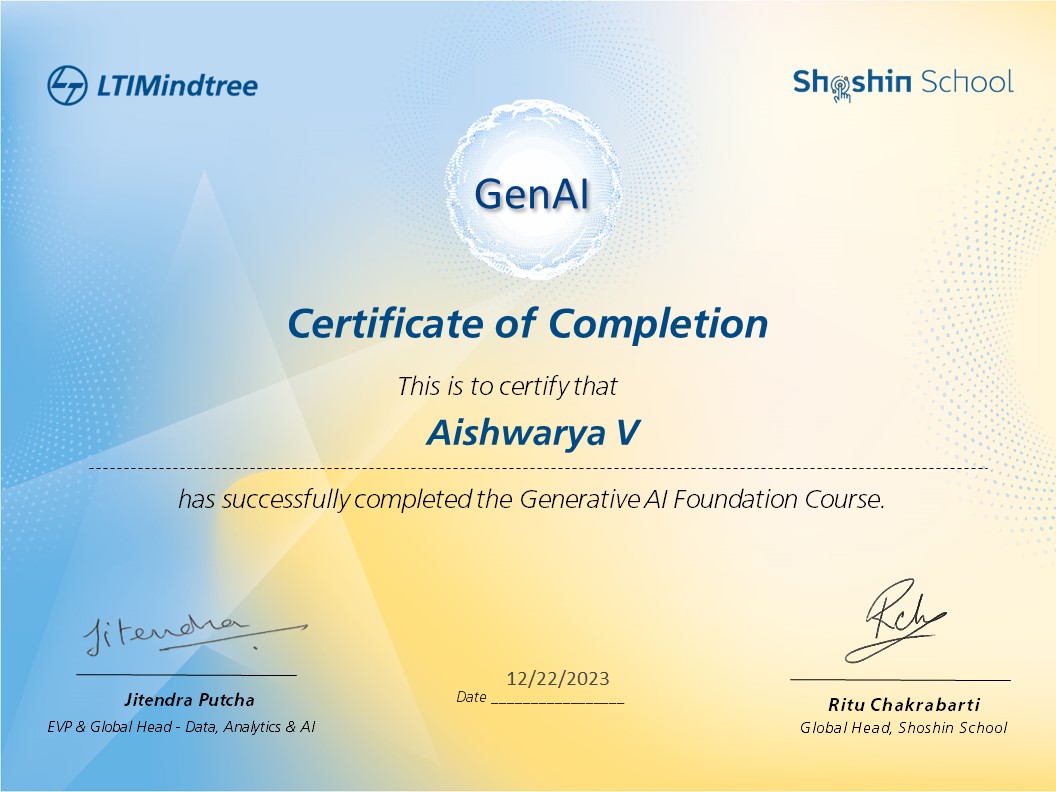 LTIMindtree
Shoshin School
GenAI
Certificate of Completion
This is to certify that
Aishwarya V
has successfully completed the Generative AI Foundation Course.
Jitendra
Rch
12/22/2023
Date _________________
Jitendra Putcha
EVP & Global Head - Data, Analytics & AI
Ritu Chakrabarti
Global Head, Shoshin School